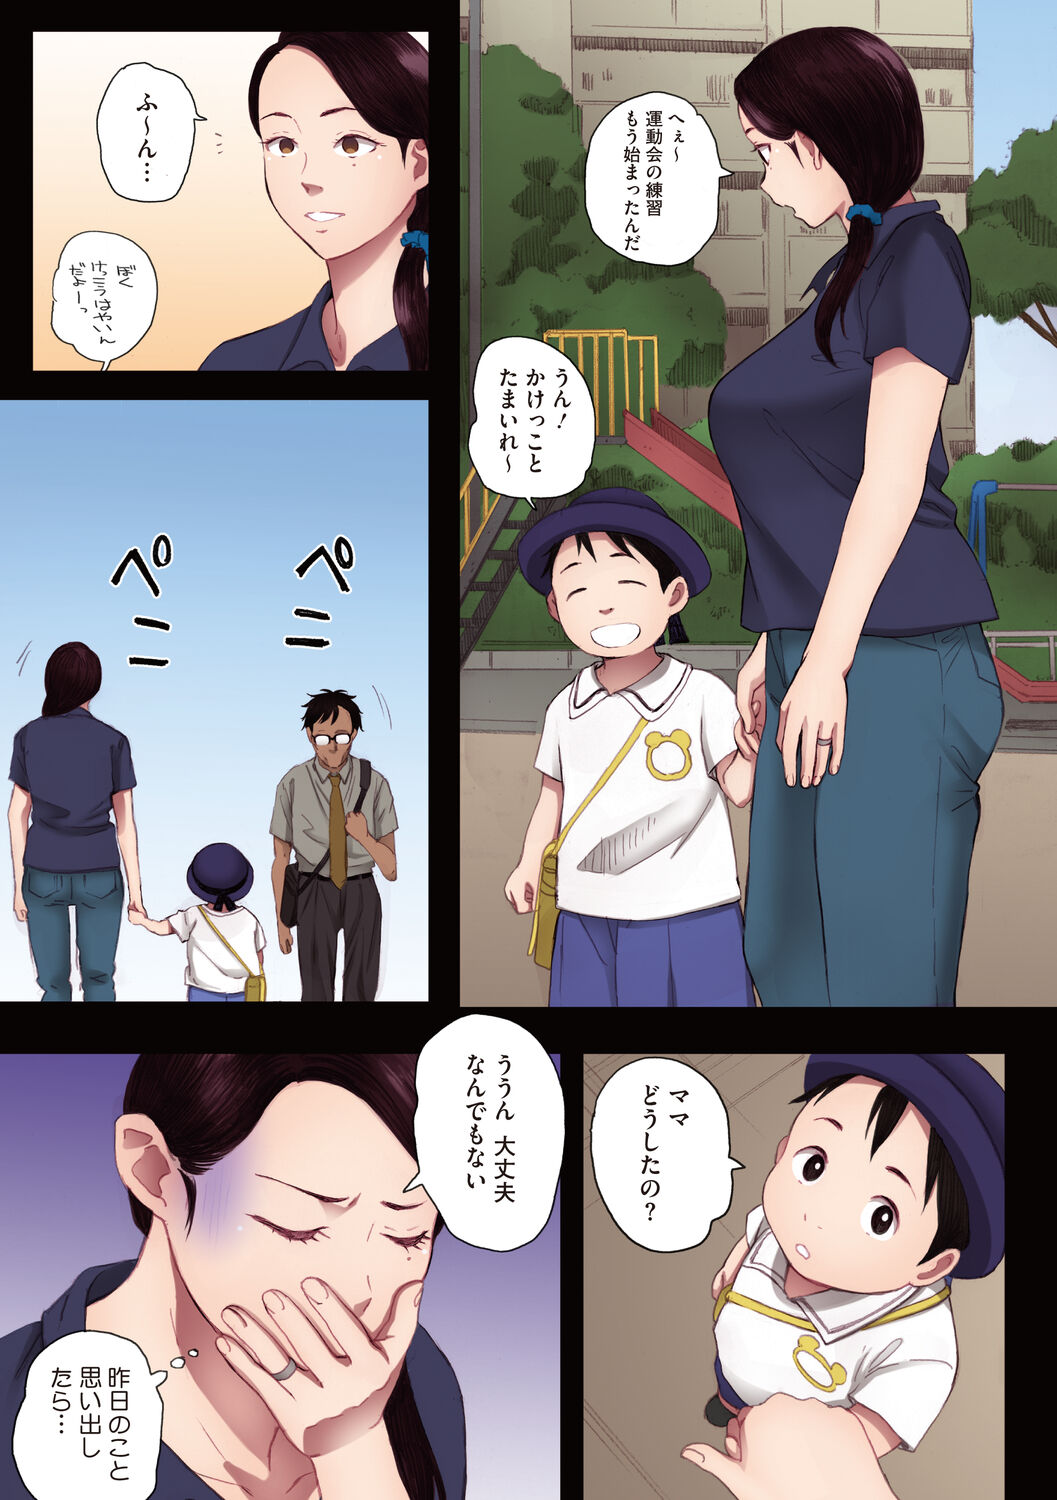 へぇ〜
運動会の練習
もう始まったんだ
うん！
かけっこと
たまいれ〜
ふ〜ん…
ぼく
けっこうはやいん
だよーっ
ペコ
ペコ
ママ
どうしたの？
ううん 大丈夫
なんでもない
昨日のこと
思い出し
たら…